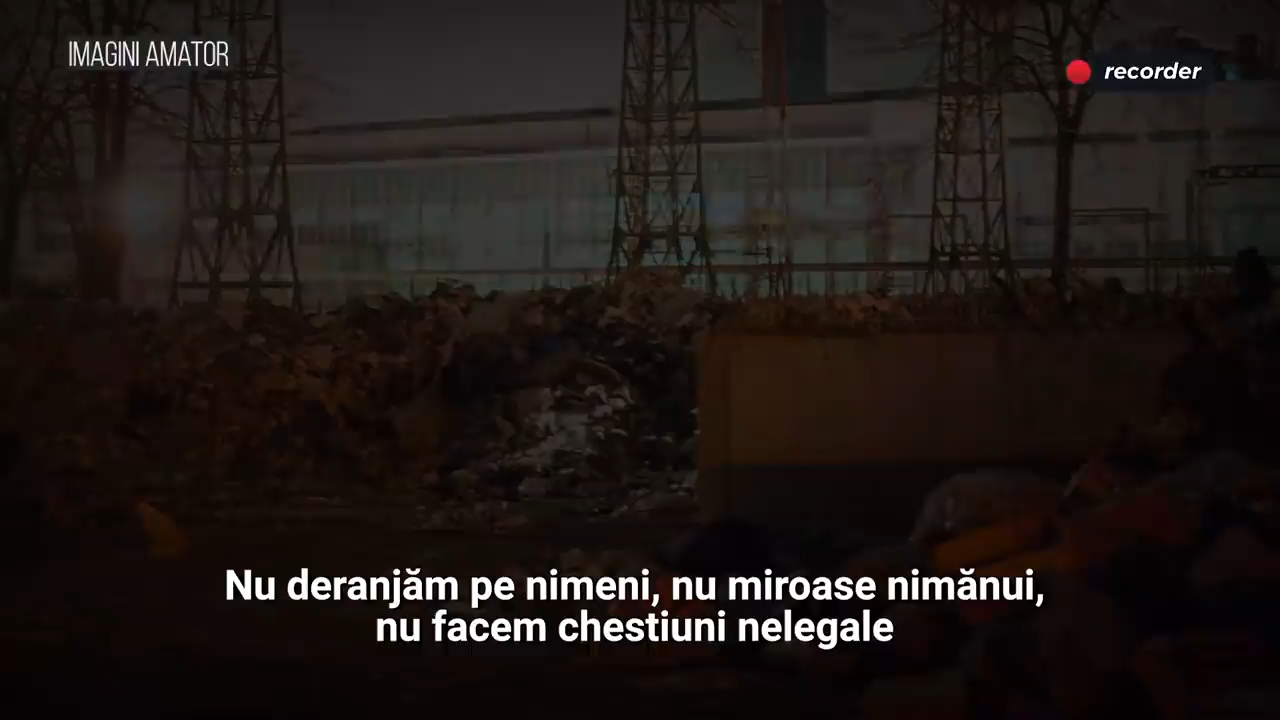 IMAGINI AMATOR
recorder
Nu deranjăm pe nimeni, nu miroase nimănui,
nu facem chestiuni nelegale